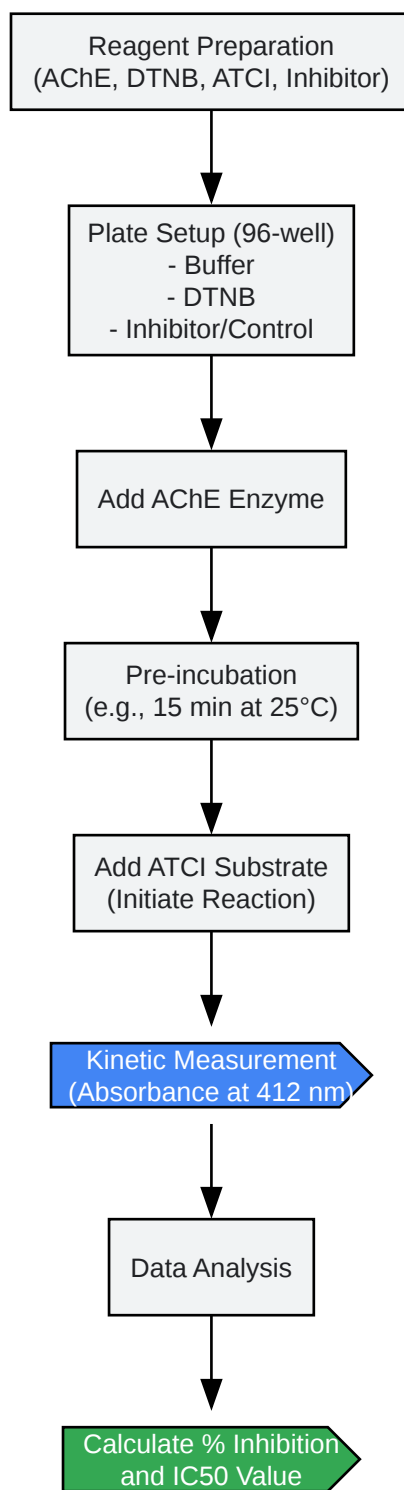 Reagent Preparation
(AChE, DTNB, ATCI, Inhibitor)
Plate Setup (96-well)
- Buffer
- DTNB
- Inhibitor/Control
Add AChE Enzyme
Pre-incubation
(e.g., 15 min at 25°C)
Add ATCI Substrate
(Initiate Reaction)
Kinetic Measurement
(Absorbance at 412 nm)
Data Analysis
Calculate % Inhibition
and IC50 Value